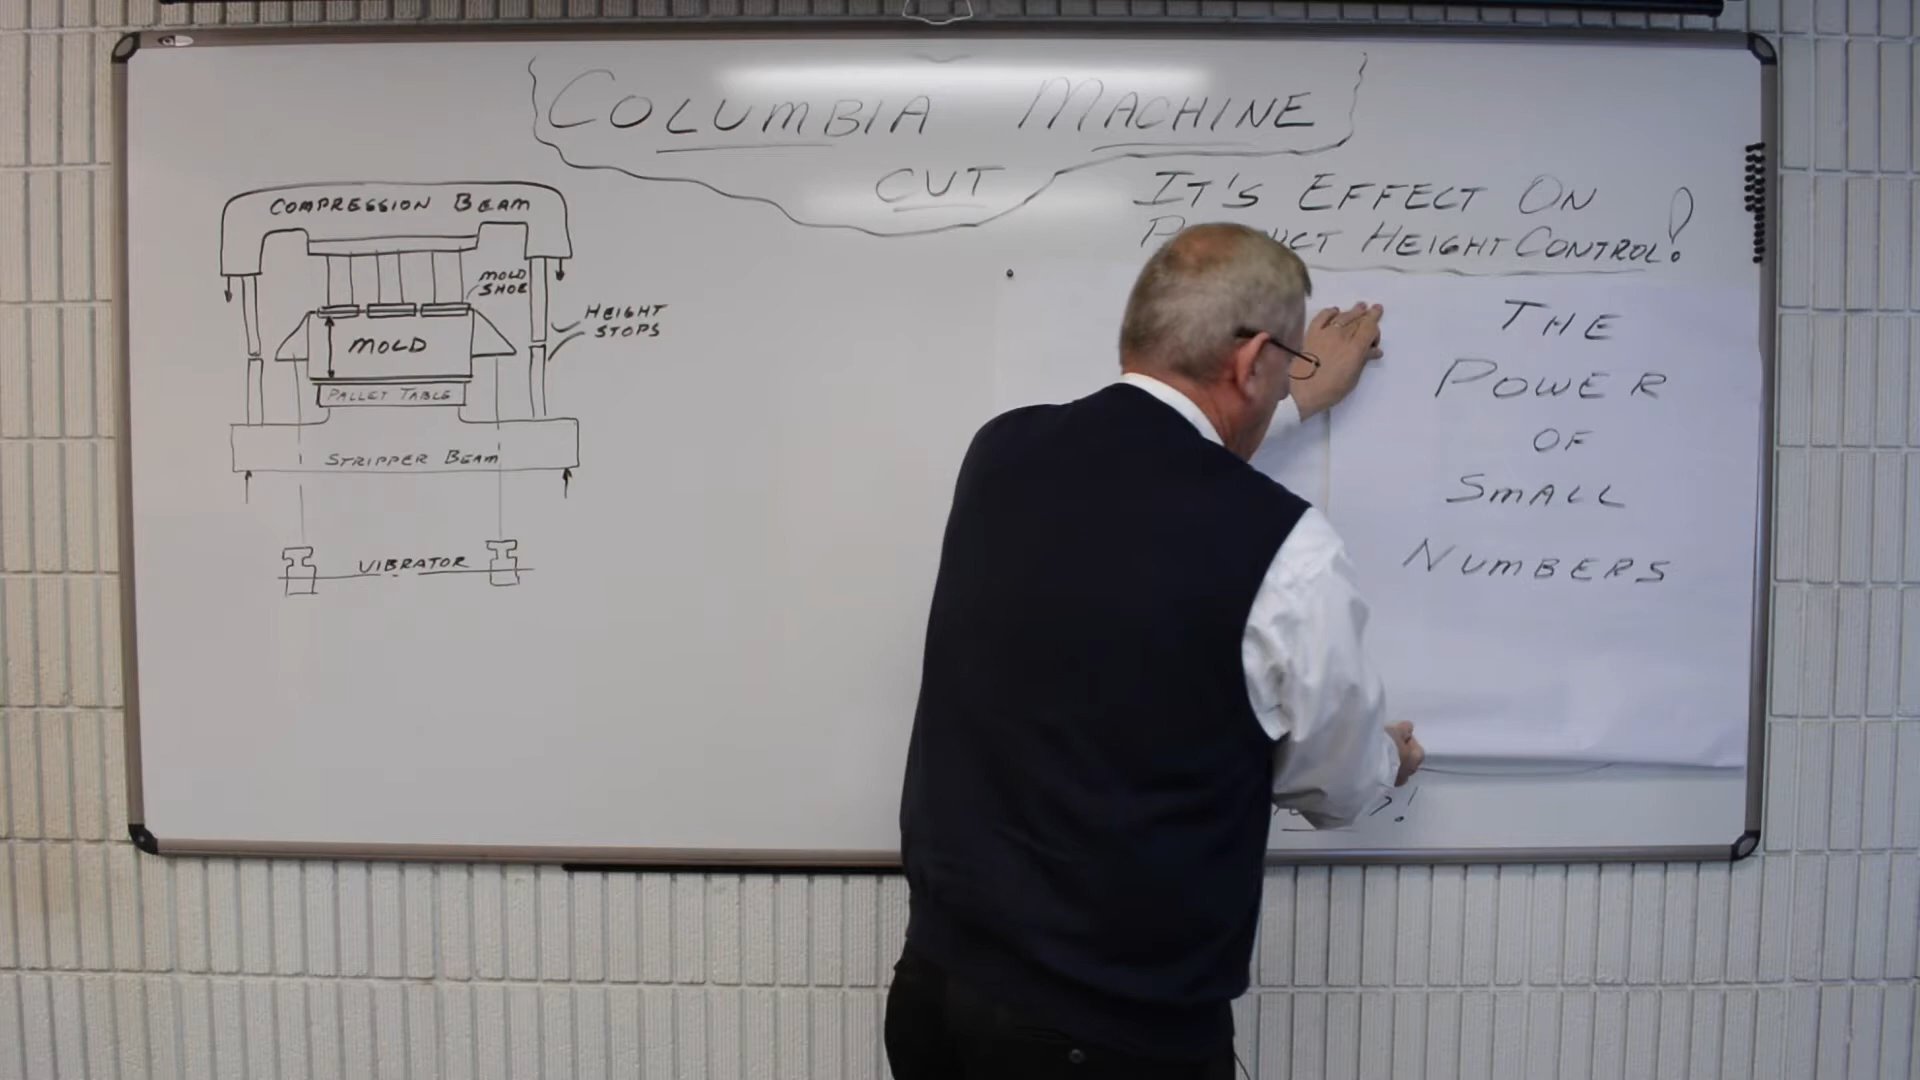 COLUMBIA MACHINE
CUT
IT'S EFFECT ON
HEIGHT CONTROL!
COMPRESSION BEAM
MOLD
SHOE
HEIGHT
STOPS
MOLD
PALLET TABLE
STRIPPER BEAM
VIBRATOR
THE
POWER
OF
SMALL
NUMBERS